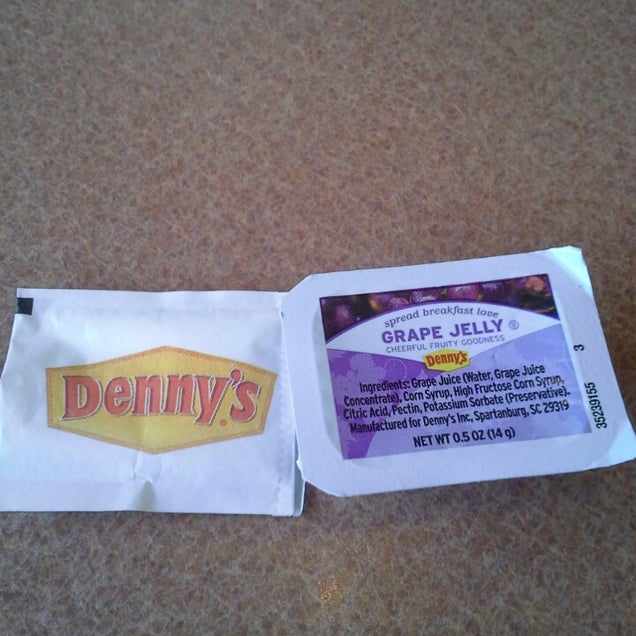 Denny's
spread breakfast love
GRAPE JELLY
CHEERFUL FRUITY GOODNESS
Denny's
Ingredients: Grape Juice (Water, Grape Juice
Concentrate), Corn Syrup, High Fructose Corn Syrup,
Citric Acid, Pectin, Potassium Sorbate (Preservative).
Manufactured for Denny's Inc, Spartanburg, SC 29319
NET WT 0.5 OZ (14 g)
35239155 3